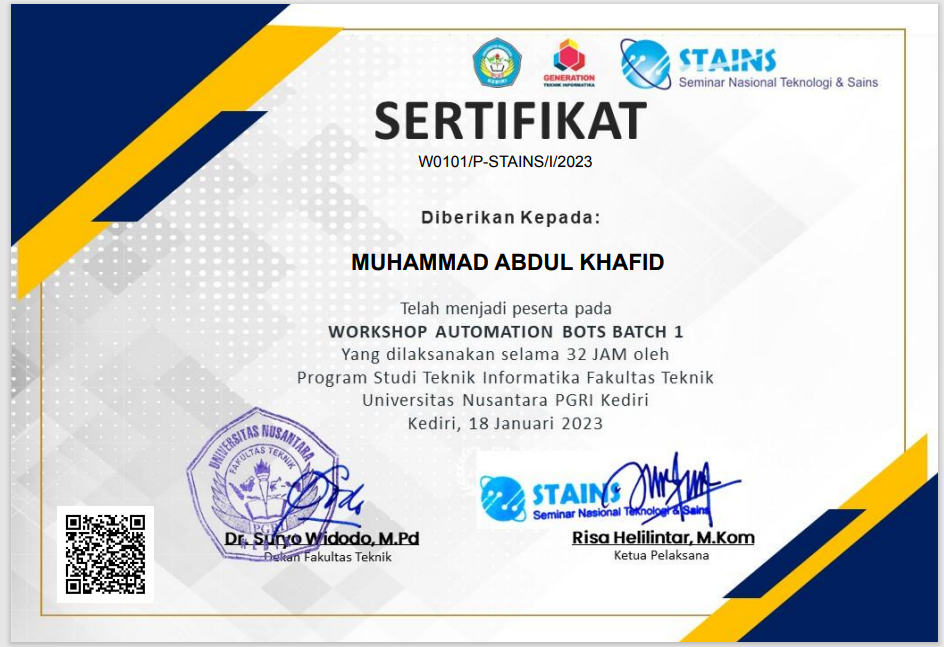 GENERATION
TEKNIK INFORMATIKA
STAINS
Seminar Nasional Teknologi & Sains
SERTIFIKAT
W0101/P-STAINS/I/2023
Diberikan Kepada:
MUHAMMAD ABDUL KHAFID
Telah menjadi peserta pada
WORKSHOP AUTOMATION BOTS BATCH 1
Yang dilaksanakan selama 32 JAM oleh
Program Studi Teknik Informatika Fakultas Teknik
Universitas Nusantara PGRI Kediri
Kediri, 18 Januari 2023
UNIVERSITAS NUSANTARA
FAKULTAS TEKNIK
PGRI
KEDIRI
Dr. Suryo Widodo, M.Pd
Dekan Fakultas Teknik
STAINS
Seminar Nasional Teknologi & Sains
Risa Helilintar, M.Kom
Ketua Pelaksana